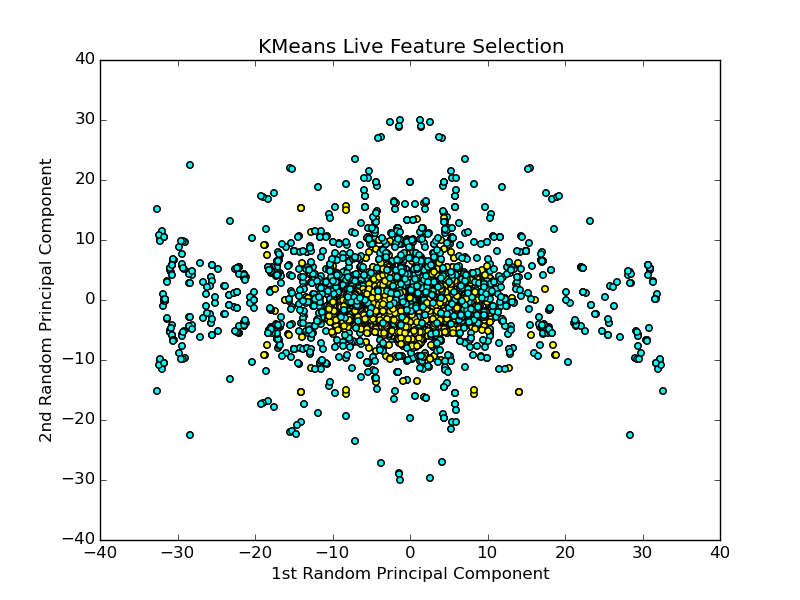 KMeans Live Feature Selection
40
30
20
10
0
−10
−20
−30
−40
2nd Random Principal Component
−40 −30 −20 −10 0 10 20 30 40
1st Random Principal Component